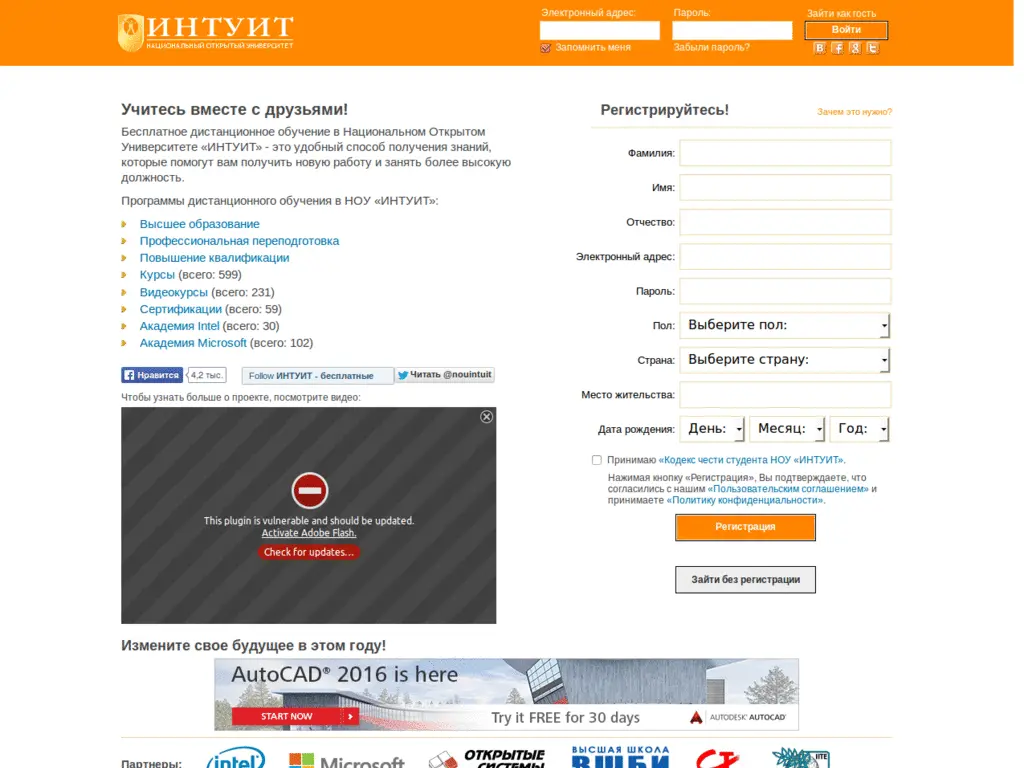 ИНТУИТ
НАЦИОНАЛЬНЫЙ ОТКРЫТЫЙ УНИВЕРСИТЕТ
Электронный адрес:
Пароль:
Зайти как гость
Войти
Запомнить меня
Забыли пароль?
Учитесь вместе с друзьями!
Бесплатное дистанционное обучение в Национальном Открытом
Университете «ИНТУИТ» - это удобный способ получения знаний,
которые помогут вам получить новую работу и занять более высокую
должность.
Программы дистанционного обучения в НОУ «ИНТУИТ»:
Высшее образование
Профессиональная переподготовка
Повышение квалификации
Курсы (всего: 599)
Видеокурсы (всего: 231)
Сертификации (всего: 59)
Академия Intel (всего: 30)
Академия Microsoft (всего: 102)
Нравится
4,2 тыс.
Follow ИНТУИТ - бесплатные
Читать @nouintuit
Чтобы узнать больше о проекте, посмотрите видео:
This plugin is vulnerable and should be updated.
Activate Adobe Flash.
Check for updates...
Регистрируйтесь!
Зачем это нужно?
Фамилия:
Имя:
Отчество:
Электронный адрес:
Пароль:
Пол: Выберите пол:
Страна: Выберите страну:
Место жительства:
Дата рождения: День: Месяц: Год:
Принимаю «Кодекс чести студента НОУ «ИНТУИТ».
Нажимая кнопку «Регистрация», Вы подтверждаете, что
согласились с нашим «Пользовательским соглашением» и
принимаете «Политику конфиденциальности».
Регистрация
Зайти без регистрации
Измените свое будущее в этом году!
AutoCAD® 2016 is here
START NOW
Try it FREE for 30 days
AUTODESK® AUTOCAD®
Партнеры:
intel
Microsoft
ОТКРЫТЫЕ
СИСТЕМЫ
ВЫСШАЯ ШКОЛА
ВШБИ
IITE